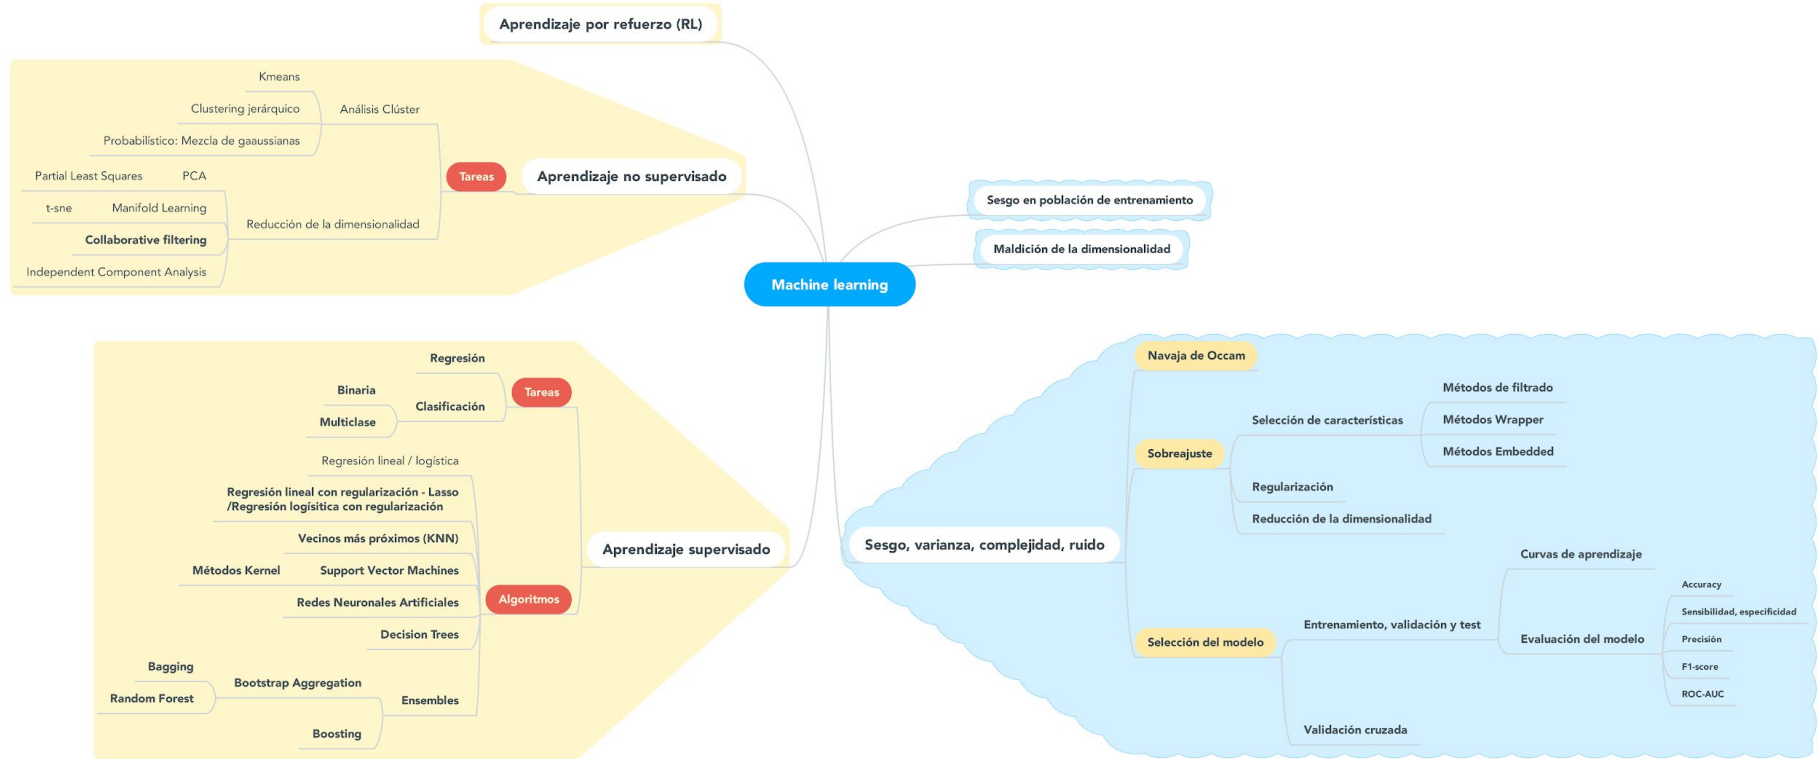 Aprendizaje por refuerzo (RL)
Kmeans
Clustering jerárquico
Análisis Clúster
Probabilístico: Mezcla de gaaussianas
Tareas
Aprendizaje no supervisado
Partial Least Squares
PCA
t-sne
Manifold Learning
Reducción de la dimensionalidad
Collaborative filtering
Independent Component Analysis
Sesgo en población de entrenamiento
Maldición de la dimensionalidad
Machine learning
Regresión
Tareas
Binaria
Clasificación
Multiclase
Regresión lineal / logística
Regresión lineal con regularización - Lasso
/Regresión logísitica con regularización
Vecinos más próximos (KNN)
Aprendizaje supervisado
Métodos Kernel
Support Vector Machines
Redes Neuronales Artificiales
Algoritmos
Decision Trees
Bagging
Bootstrap Aggregation
Random Forest
Ensembles
Boosting
Navaja de Occam
Métodos de filtrado
Selección de características
Métodos Wrapper
Sobreajuste
Métodos Embedded
Regularización
Reducción de la dimensionalidad
Sesgo, varianza, complejidad, ruido
Curvas de aprendizaje
Accuracy
Sensibilidad, especificidad
Entrenamiento, validación y test
Evaluación del modelo
Precisión
Selección del modelo
F1-score
ROC-AUC
Validación cruzada